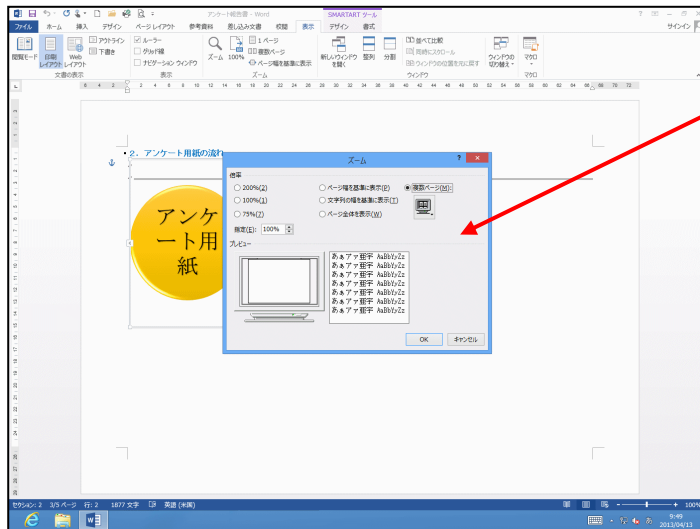 アンケート報告書 - Word
SMARTART ツール
ファイル ホーム 挿入 デザイン ページレイアウト 参考資料 差し込み文書 校閲 表示 デザイン 書式 サインイン
閲覧モード 印刷レイアウト Webレイアウト
アウトライン
下書き
文書の表示
ルーラー
グリッド線
ナビゲーション ウィンドウ
表示
ズーム 100%
1 ページ
複数ページ
ページ幅を基準に表示
ズーム
新しいウィンドウを開く 整列 分割
並べて比較
同時にスクロール
ウィンドウの位置を元に戻す
ウィンドウの切り替え
ウィンドウ
マクロ
マクロ
2. アンケート用紙の流れ
アンケ
ート用
紙
ズーム
倍率
200%(2)
100%(1)
75%(7)
ページ幅を基準に表示(P)
文字列の幅を基準に表示(T)
ページ全体を表示(W)
複数ページ(M):
指定(E): 100%
プレビュー
あぁアァ亜宇 AaBbYyZz
あぁアァ亜宇 AaBbYyZz
あぁアァ亜宇 AaBbYyZz
あぁアァ亜宇 AaBbYyZz
あぁアァ亜宇 AaBbYyZz
あぁアァ亜宇 AaBbYyZz
あぁアァ亜宇 AaBbYyZz
OK キャンセル
セクション: 2 3/5 ページ 行: 2 1877 文字 英語 (米国) 100%
9:49
2013/04/13